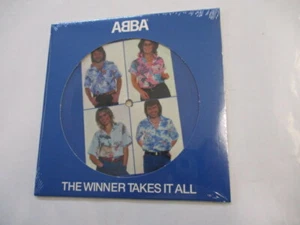 ABBA
THE WINNER TAKES IT ALL